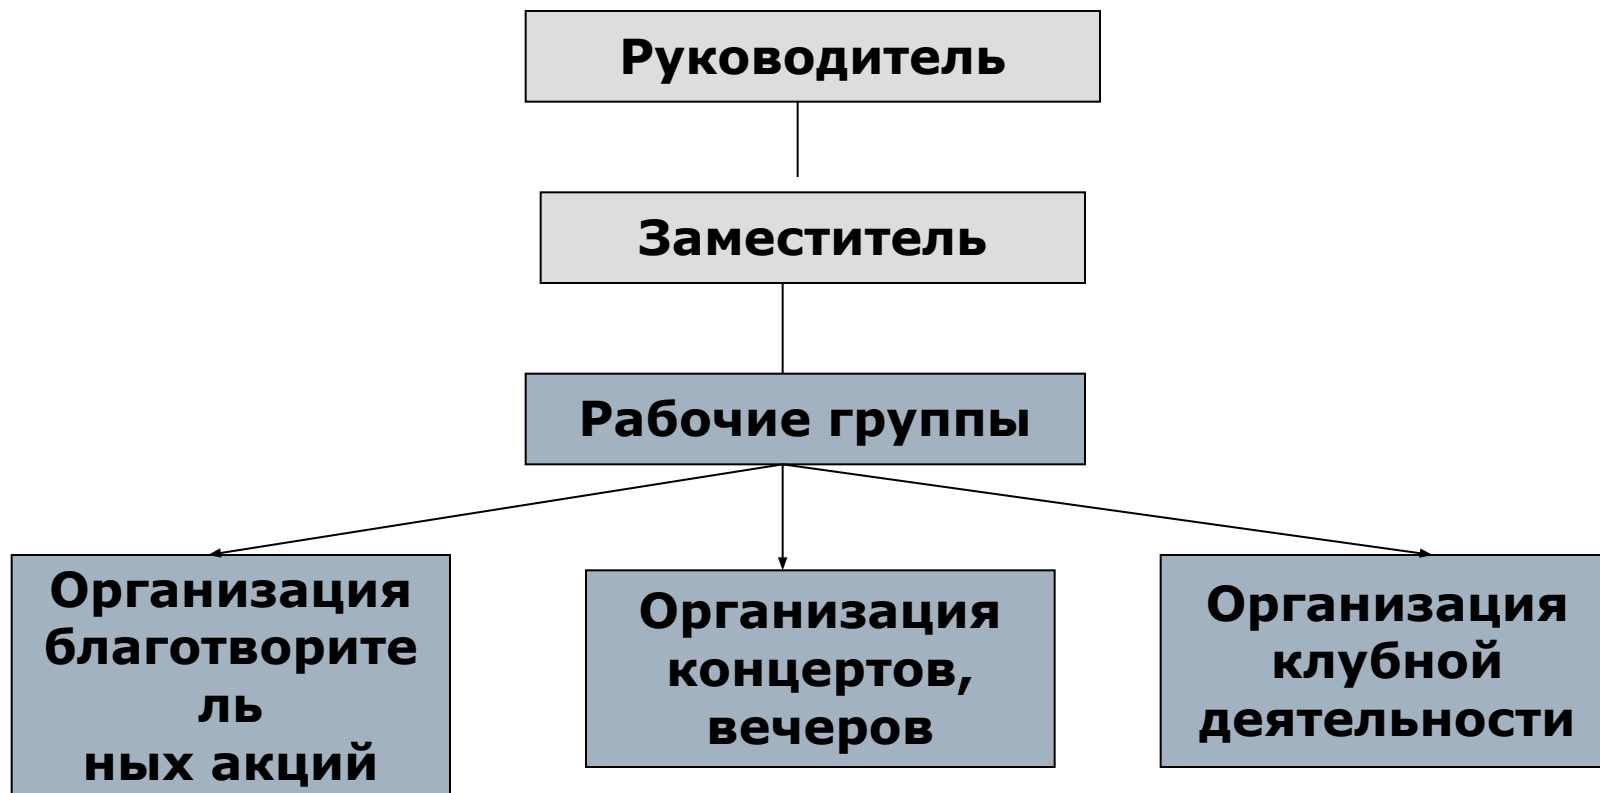 Руководитель
Заместитель
Рабочие группы
Организация
благотворите
ль
ных акций
Организация
концертов,
вечеров
Организация
клубной
деятельности